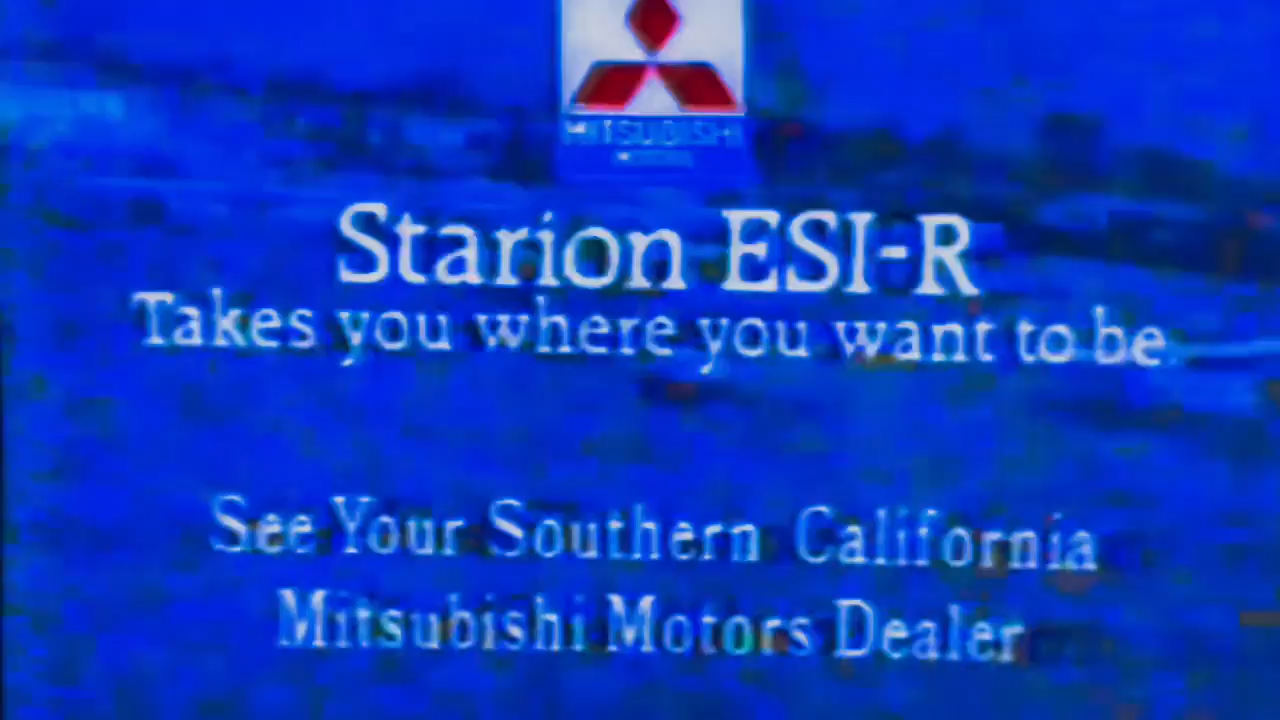 MITSUBISHI
Starion ESI-R
Takes you where you want to be.
See Your Southern California
Mitsubishi Motors Dealer